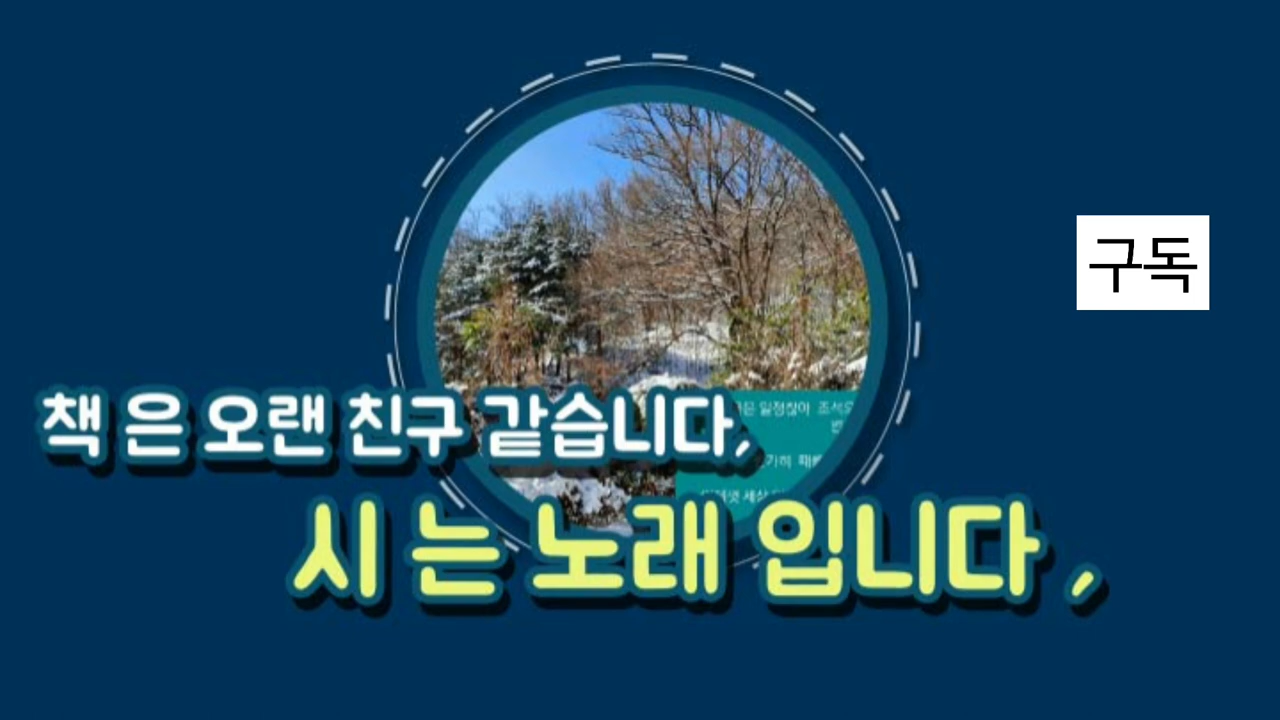 구독
책 은 오랜 친구 같습니다,
시 는 노래 입니다 ,